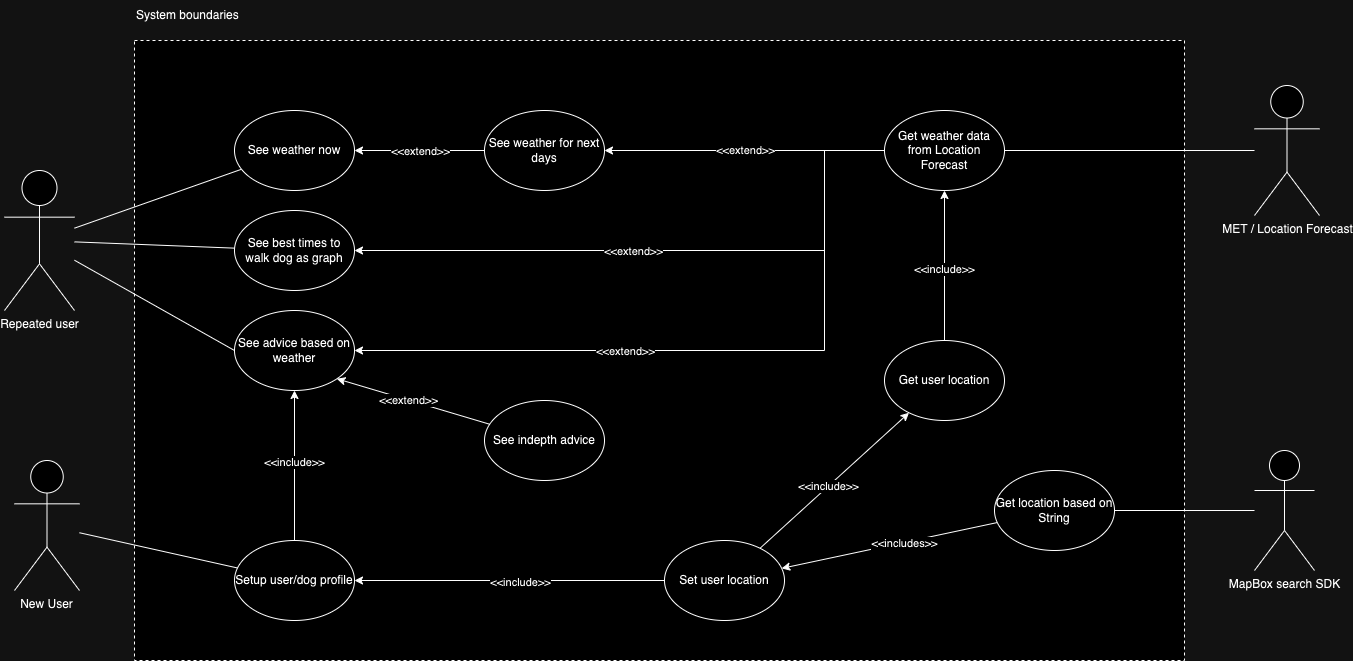 System boundaries
See weather now
<<extend>>
See weather for next
days
<<extend>>
Get weather data
from Location
Forecast
MET / Location Forecast
Repeated user
See best times to
walk dog as graph
<<extend>>
<<include>>
See advice based on
weather
<<extend>>
Get user location
<<extend>>
See indepth advice
<<include>>
<<include>>
Get location based on
String
<<includes>>
New User
Setup user/dog profile
<<include>>
Set user location
MapBox search SDK